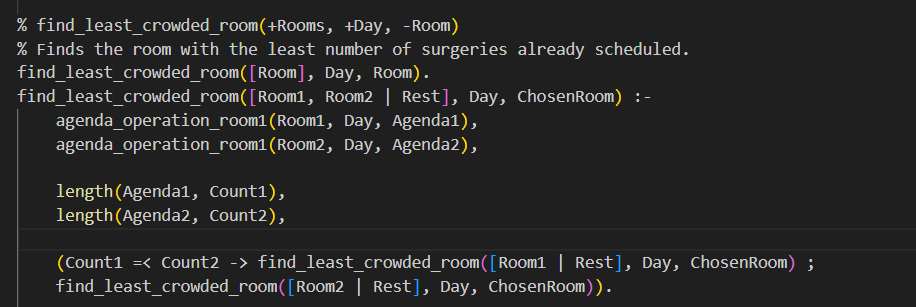 % find_least_crowded_room(+Rooms, +Day, -Room)
% Finds the room with the least number of surgeries already scheduled.
find_least_crowded_room([Room], Day, Room).
find_least_crowded_room([Room1, Room2 | Rest], Day, ChosenRoom) :-
    agenda_operation_room1(Room1, Day, Agenda1),
    agenda_operation_room1(Room2, Day, Agenda2),
    length(Agenda1, Count1),
    length(Agenda2, Count2),
    (Count1 =< Count2 -> find_least_crowded_room([Room1 | Rest], Day, ChosenRoom) ;
    find_least_crowded_room([Room2 | Rest], Day, ChosenRoom)).